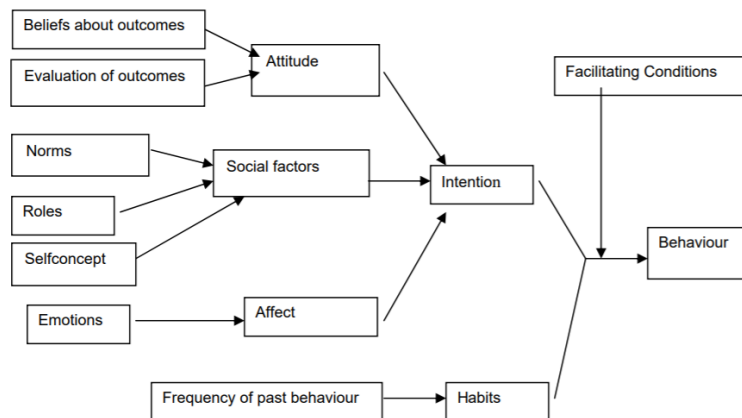 Beliefs about outcomes
Evaluation of outcomes
Attitude
Facilitating Conditions
Norms
Social factors
Intention
Roles
Selfconcept
Behaviour
Emotions
Affect
Frequency of past behaviour
Habits